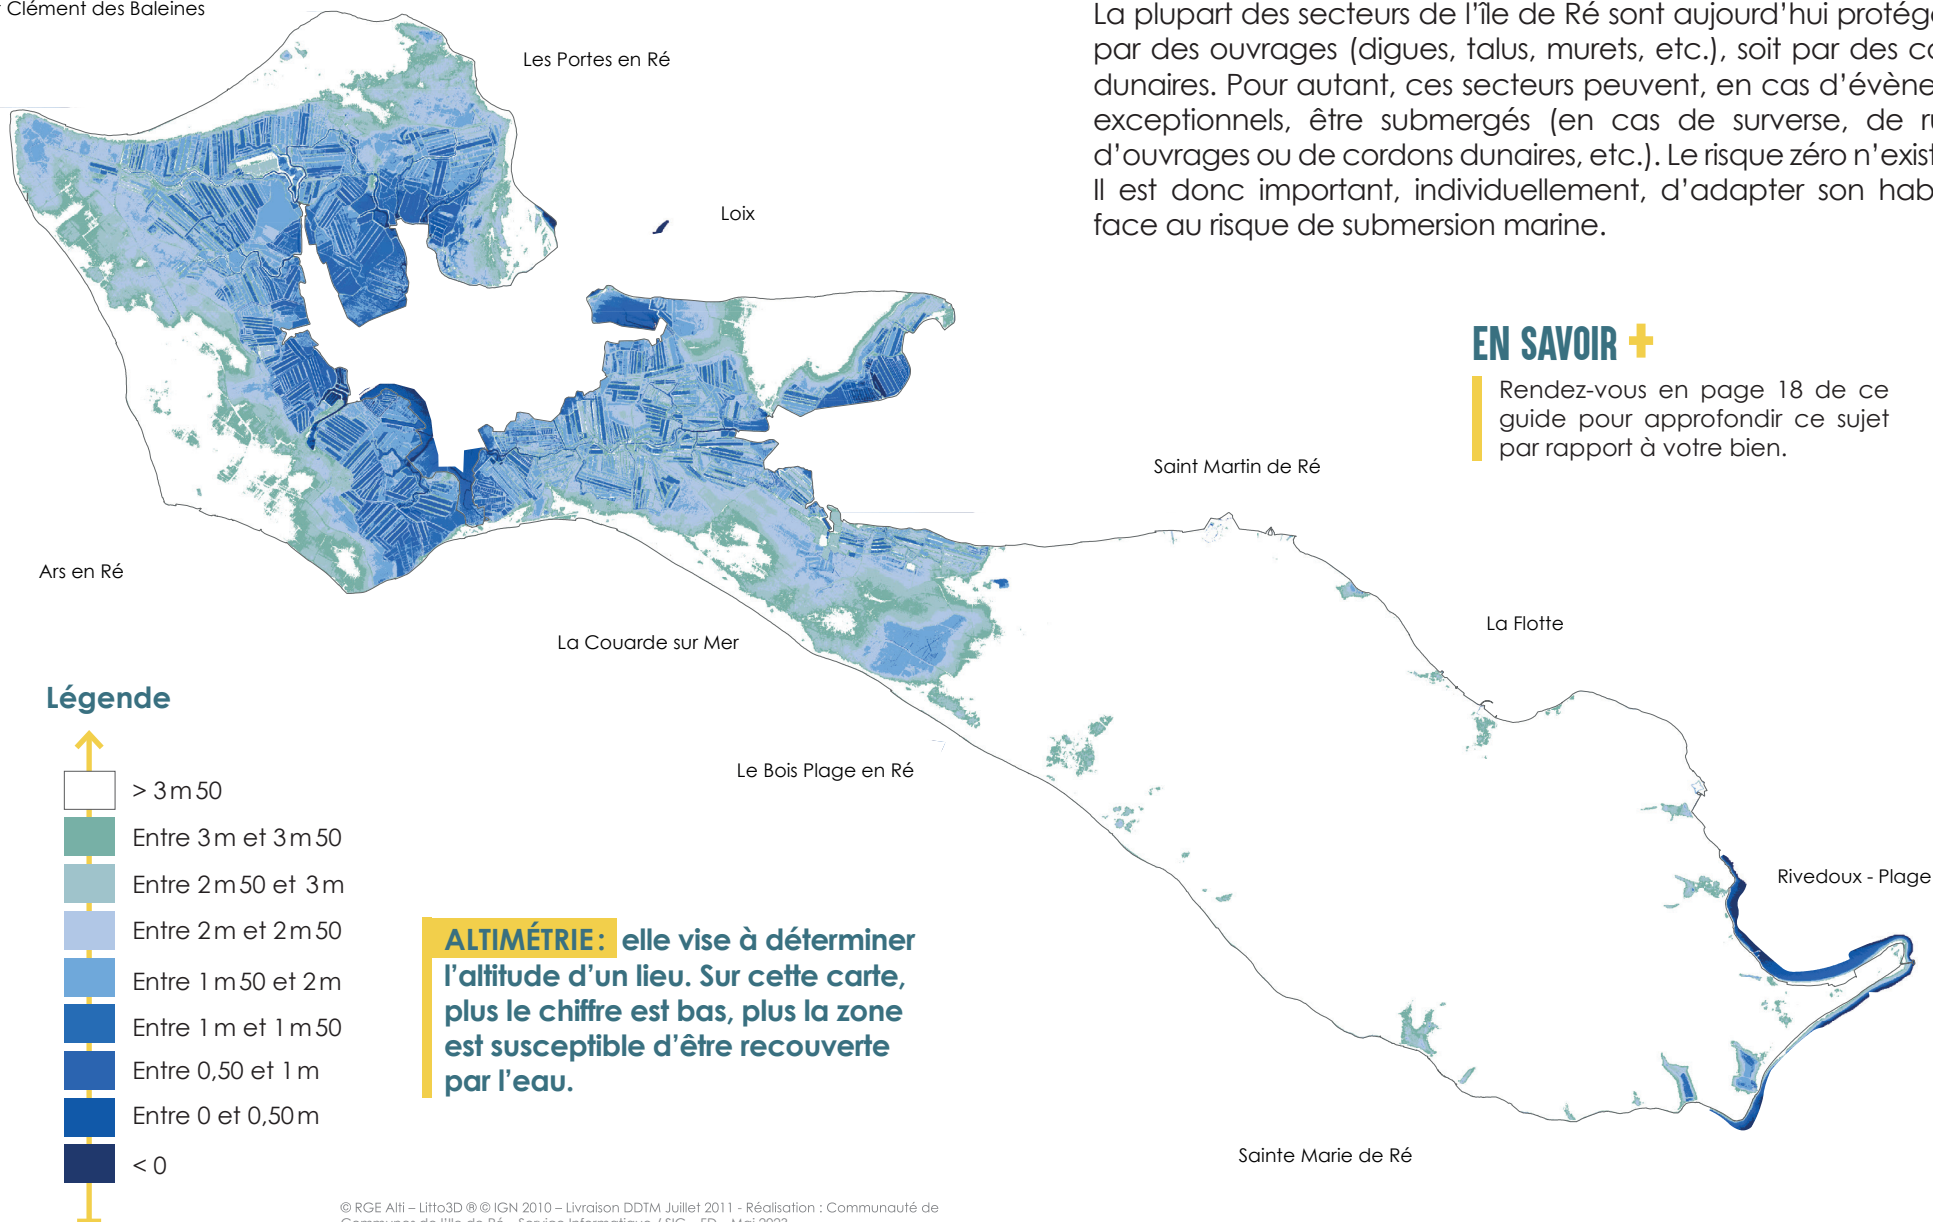 Clément des Baleines
Les Portes en Ré
Loix
La plupart des secteurs de l'île de Ré sont aujourd'hui
par des ouvrages (digues, talus, murets, etc.), soit par des
dunaires. Pour autant, ces secteurs peuvent, en cas
exceptionnels, être submergés (en cas de surverse, de
d'ouvrages ou de cordons dunaires, etc.). Le risque zéro
Il est donc important, individuellement, d'adapter son
face au risque de submersion marine.
EN SAVOIR +
Rendez-vous en page 18 de ce
guide pour approfondir ce sujet
par rapport à votre bien.
Saint Martin de Ré
Ars en Ré
La Flotte
La Couarde sur Mer
Le Bois Plage en Ré
Rivedoux - Plage
Sainte Marie de Ré
Légende
> 3 m 50
Entre 3 m et 3 m 50
Entre 2 m 50 et 3 m
Entre 2 m et 2 m 50
Entre 1 m 50 et 2 m
Entre 1 m et 1 m 50
Entre 0,50 et 1 m
Entre 0 et 0,50 m
< 0
ALTIMÉTRIE : elle vise à déterminer
l'altitude d'un lieu. Sur cette carte,
plus le chiffre est bas, plus la zone
est susceptible d'être recouverte
par l'eau.
© RGE Alti – Litto3D ® © IGN 2010 – Livraison DDTM Juillet 2011 - Réalisation : Communauté de